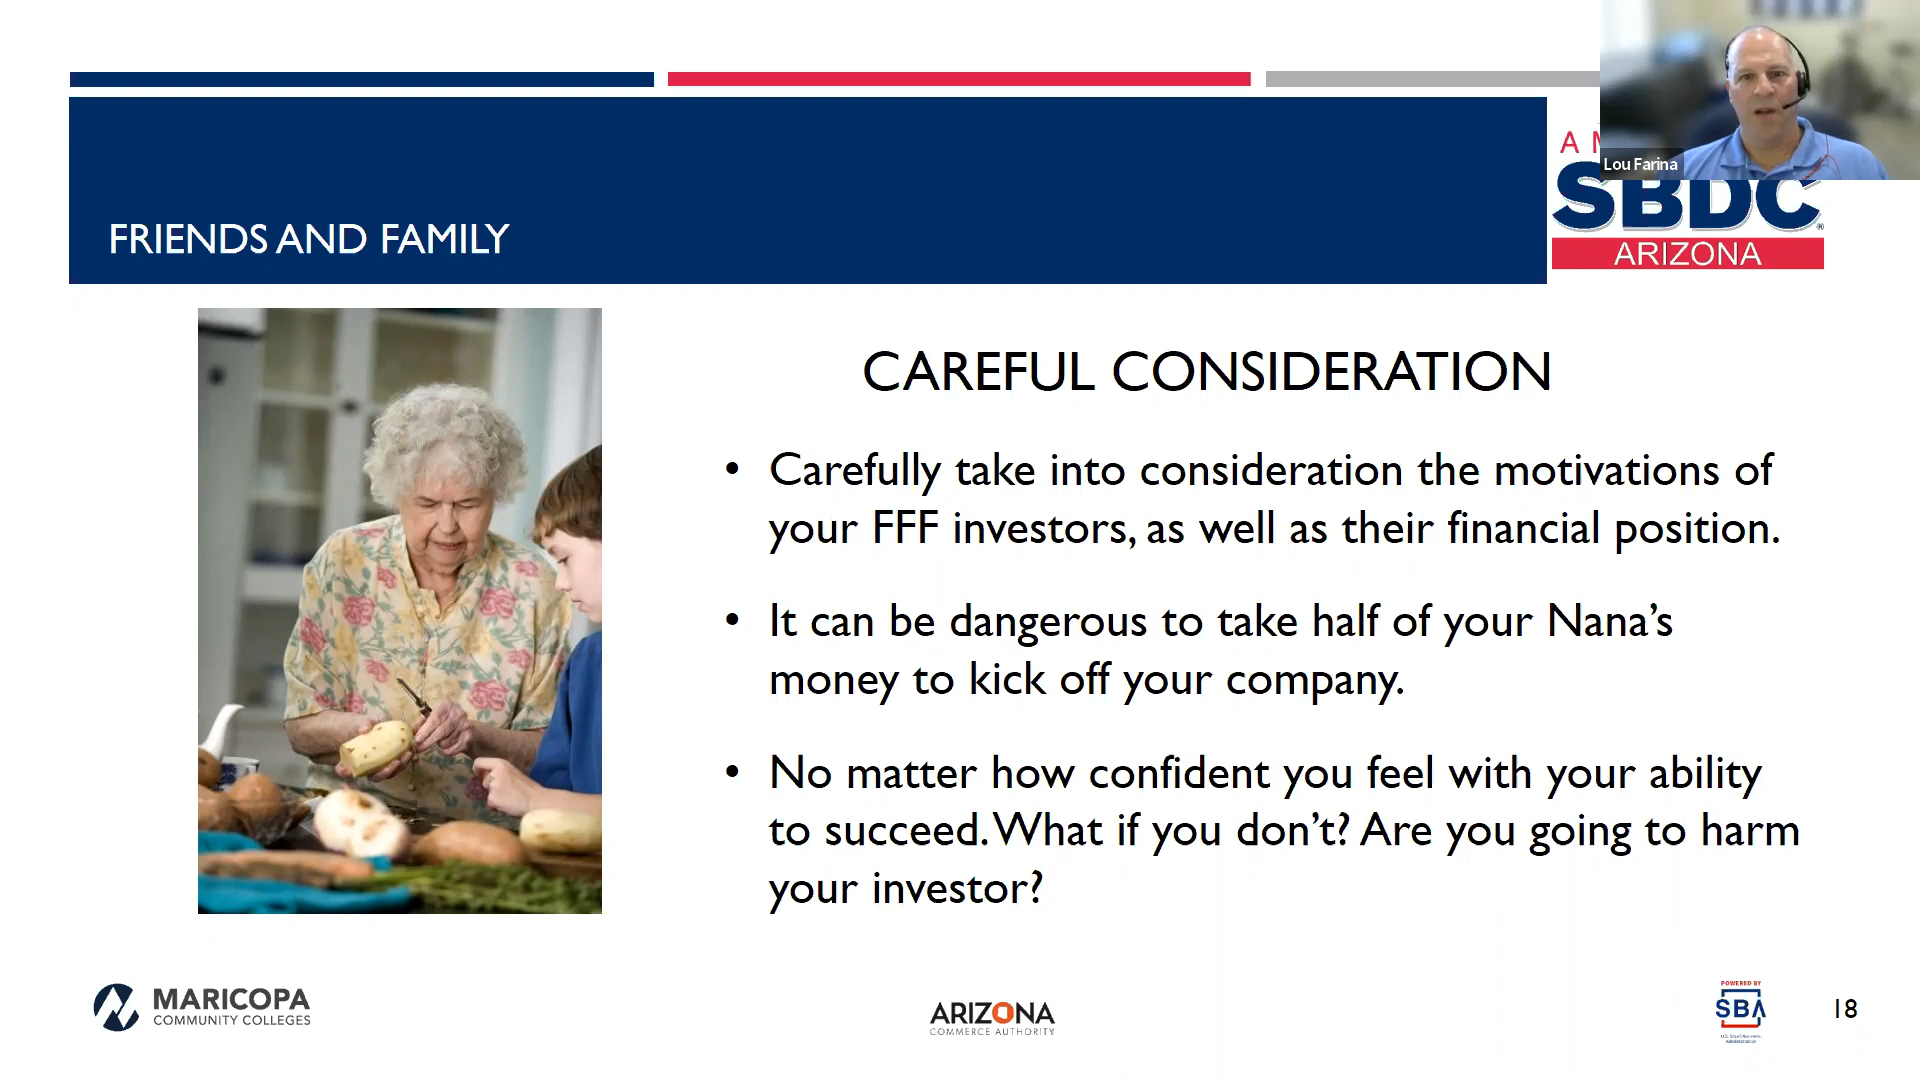 Lou Farina
SBDC
ARIZONA
FRIENDS AND FAMILY
CAREFUL CONSIDERATION
• Carefully take into consideration the motivations of
your FFF investors, as well as their financial position.
• It can be dangerous to take half of your Nana’s
money to kick off your company.
• No matter how confident you feel with your ability
to succeed. What if you don’t? Are you going to harm
your investor?
MARICOPA
COMMUNITY COLLEGES
ARIZONA
COMMERCE AUTHORITY
POWERED BY
SBA
18